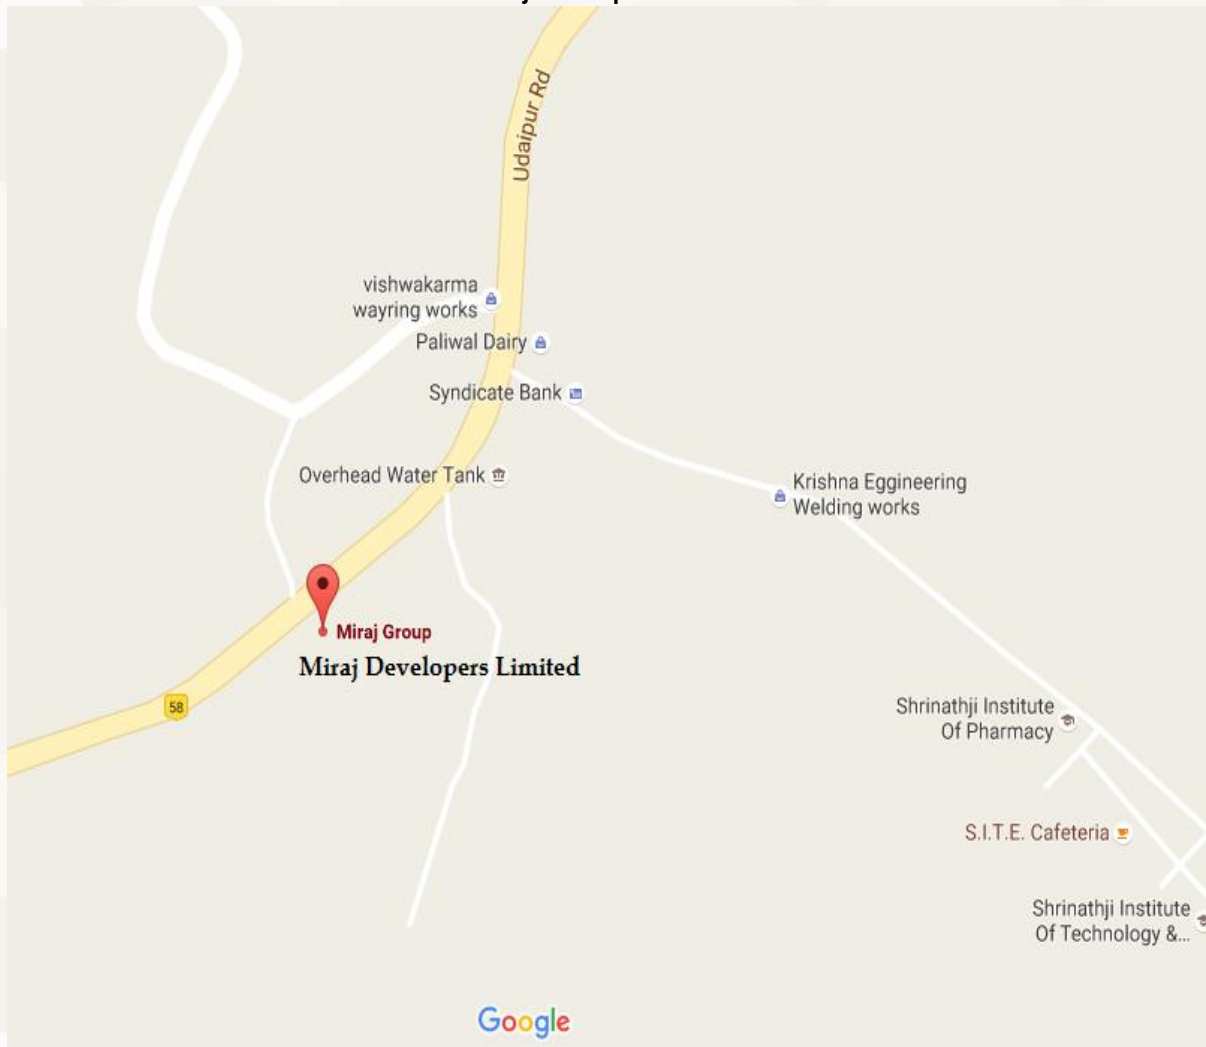 Udaipur Rd
vishwakarma
wayring works
Paliwal Dairy
Syndicate Bank
Overhead Water Tank
Krishna Eggineering
Welding works
Miraj Group
Miraj Developers Limited
58
Shrinathji Institute
Of Pharmacy
S.I.T.E. Cafeteria
Shrinathji Institute
Of Technology &...
Google